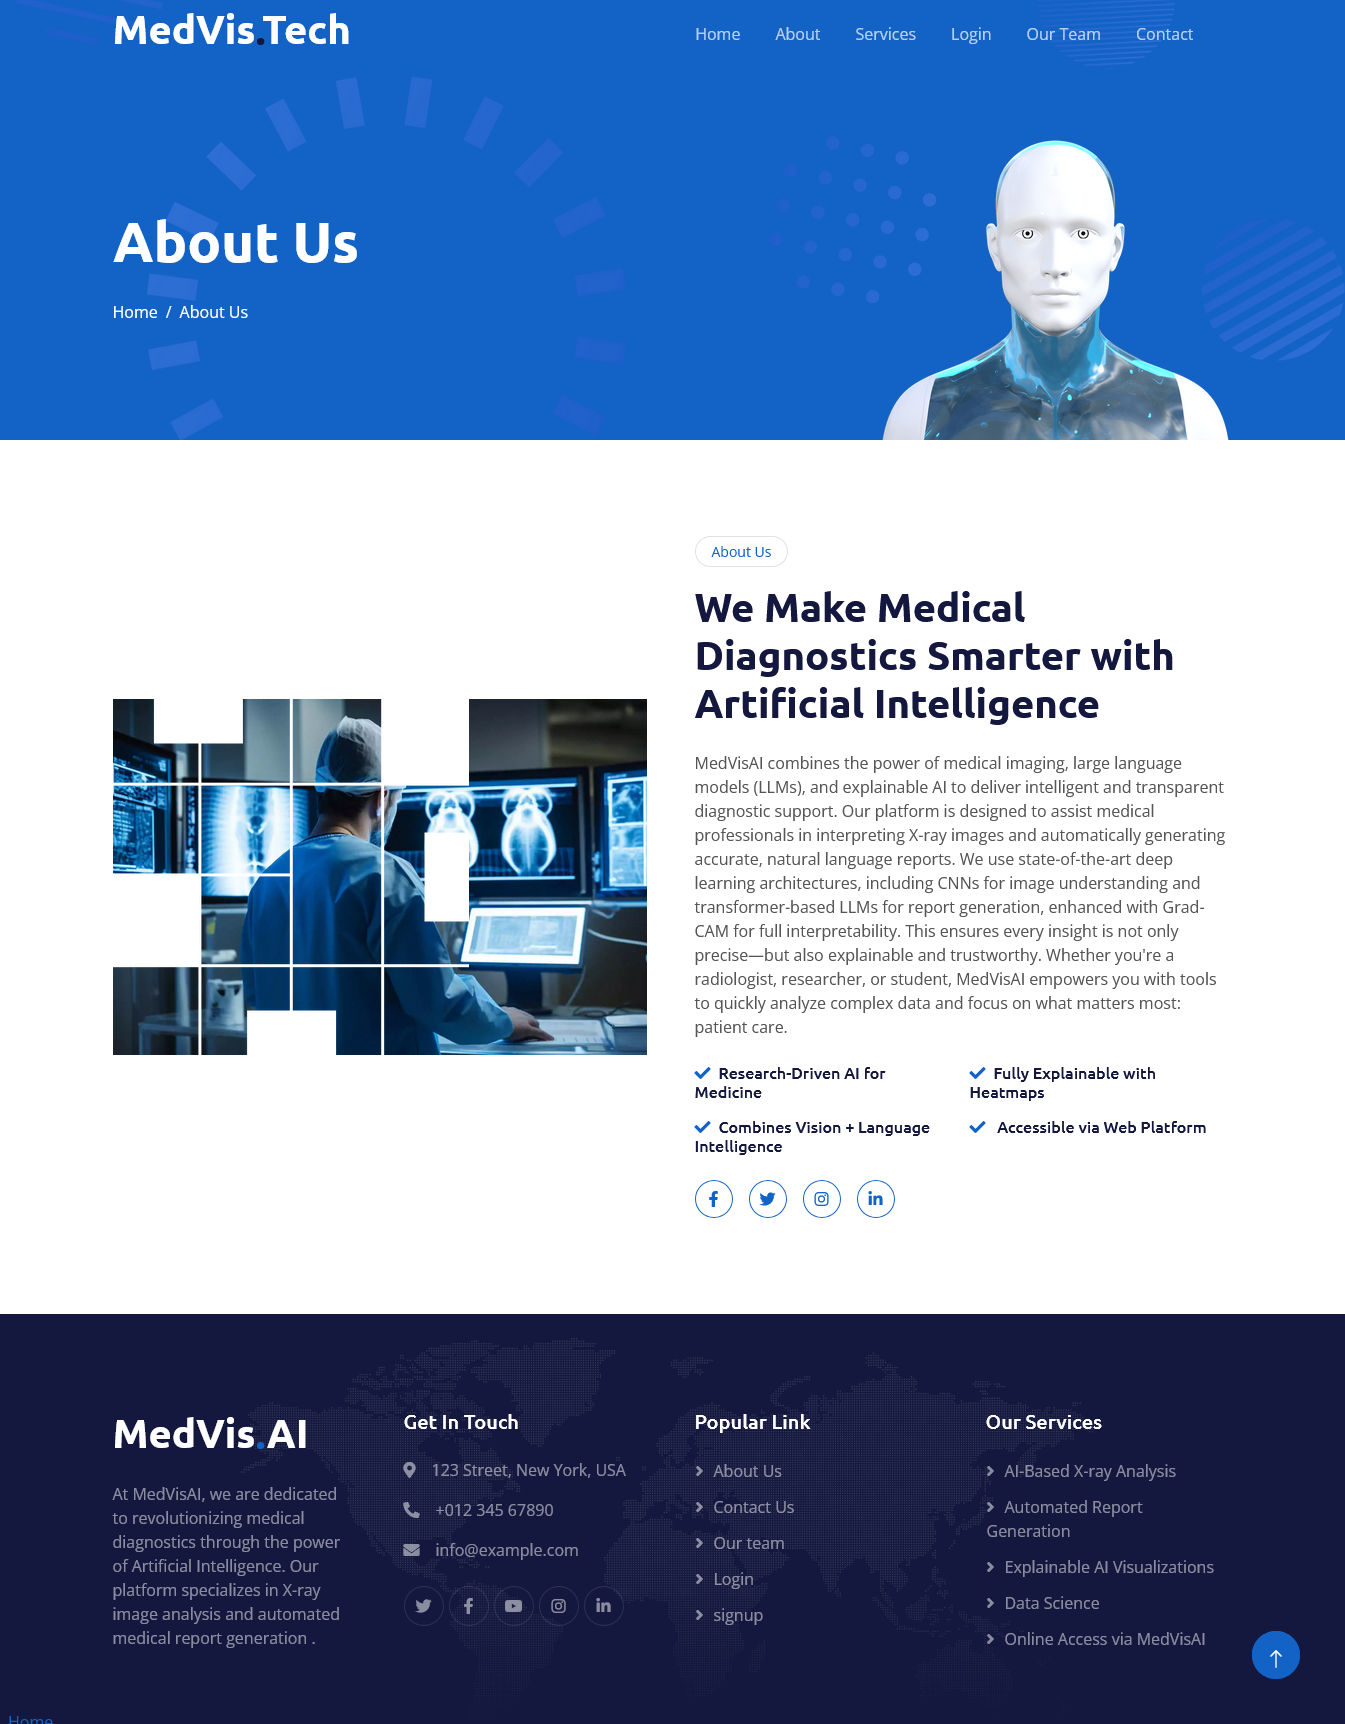 MedVis.Tech
Home About Services Login Our Team Contact
About Us
Home / About Us
About Us
We Make Medical
Diagnostics Smarter with
Artificial Intelligence
MedVisAI combines the power of medical imaging, large language
models (LLMs), and explainable AI to deliver intelligent and transparent
diagnostic support. Our platform is designed to assist medical
professionals in interpreting X-ray images and automatically generating
accurate, natural language reports. We use state-of-the-art deep
learning architectures, including CNNs for image understanding and
transformer-based LLMs for report generation, enhanced with Grad-
CAM for full interpretability. This ensures every insight is not only
precise—but also explainable and trustworthy. Whether you're a
radiologist, researcher, or student, MedVisAI empowers you with tools
to quickly analyze complex data and focus on what matters most:
patient care.
Research-Driven AI for
Medicine
Fully Explainable with
Heatmaps
Combines Vision + Language
Intelligence
Accessible via Web Platform
MedVis.AI
At MedVisAI, we are dedicated
to revolutionizing medical
diagnostics through the power
of Artificial Intelligence. Our
platform specializes in X-ray
image analysis and automated
medical report generation .
Get In Touch
123 Street, New York, USA
+012 345 67890
info@example.com
Popular Link
About Us
Contact Us
Our team
Login
signup
Our Services
AI-Based X-ray Analysis
Automated Report
Generation
Explainable AI Visualizations
Data Science
Online Access via MedVisAI
Home